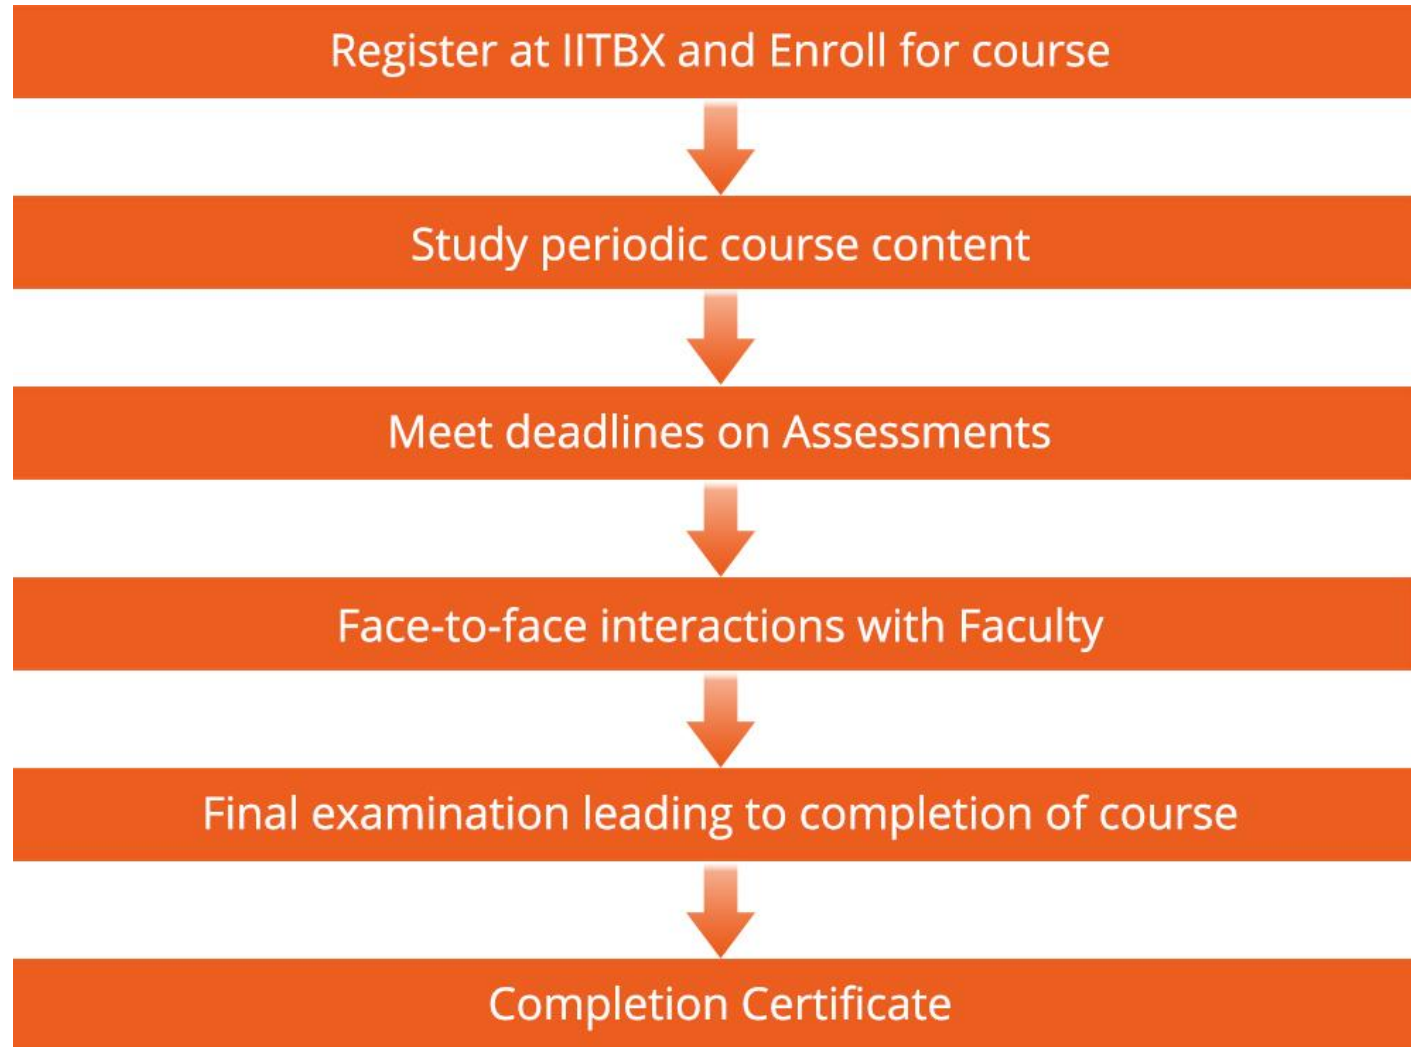 Register at IITBX and Enroll for course
Study periodic course content
Meet deadlines on Assessments
Face-to-face interactions with Faculty
Final examination leading to completion of course
Completion Certificate